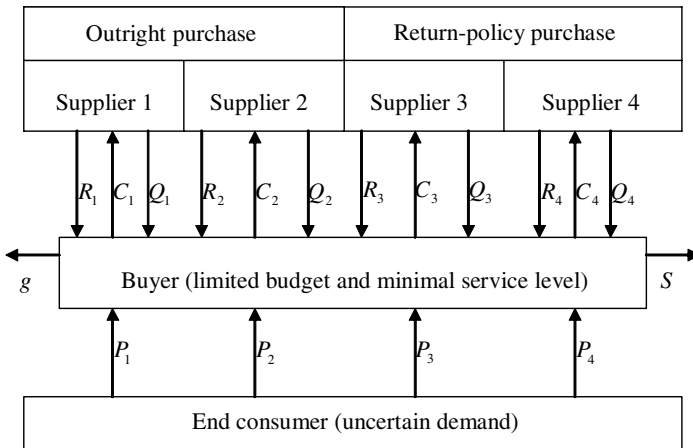 Outright purchase Return-policy purchase
Supplier 1 Supplier 2 Supplier 3 Supplier 4
R₁ C₁ Q₁ R₂ C₂ Q₂ R₃ C₃ Q₃ R₄ C₄ Q₄
g Buyer (limited budget and minimal service level) S
P₁ P₂ P₃ P₄
End consumer (uncertain demand)